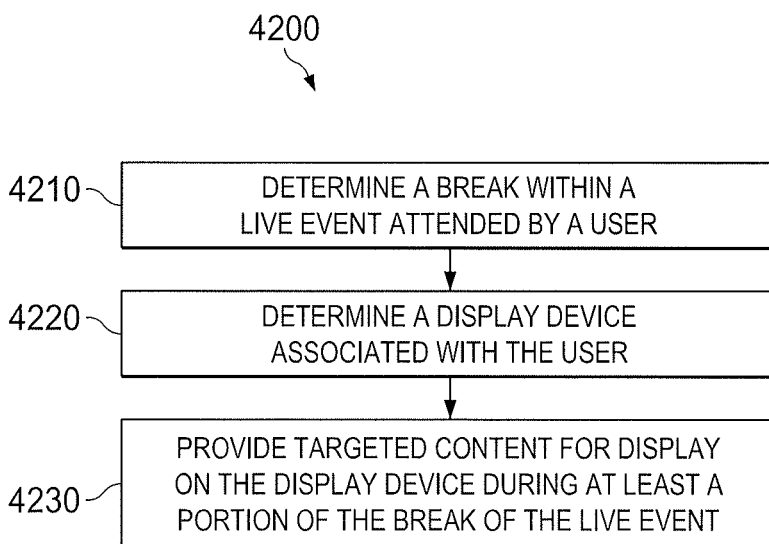 4200
4210
DETERMINE A BREAK WITHIN A
LIVE EVENT ATTENDED BY A USER
4220
DETERMINE A DISPLAY DEVICE
ASSOCIATED WITH THE USER
4230
PROVIDE TARGETED CONTENT FOR DISPLAY
ON THE DISPLAY DEVICE DURING AT LEAST A
PORTION OF THE BREAK OF THE LIVE EVENT